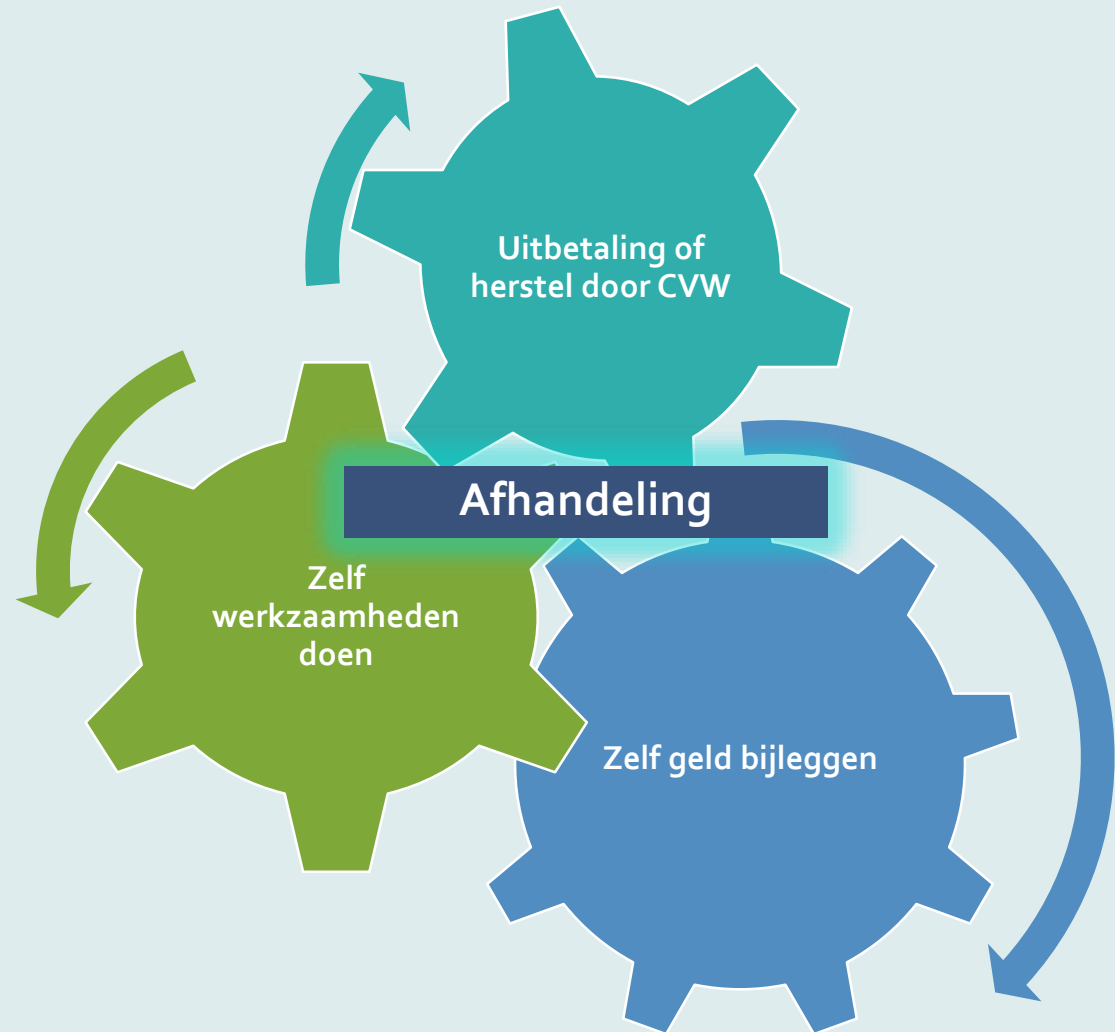 Uitbetaling of
herstel door CVW
Afhandeling
Zelf
werkzaamheden
doen
Zelf geld bijleggen